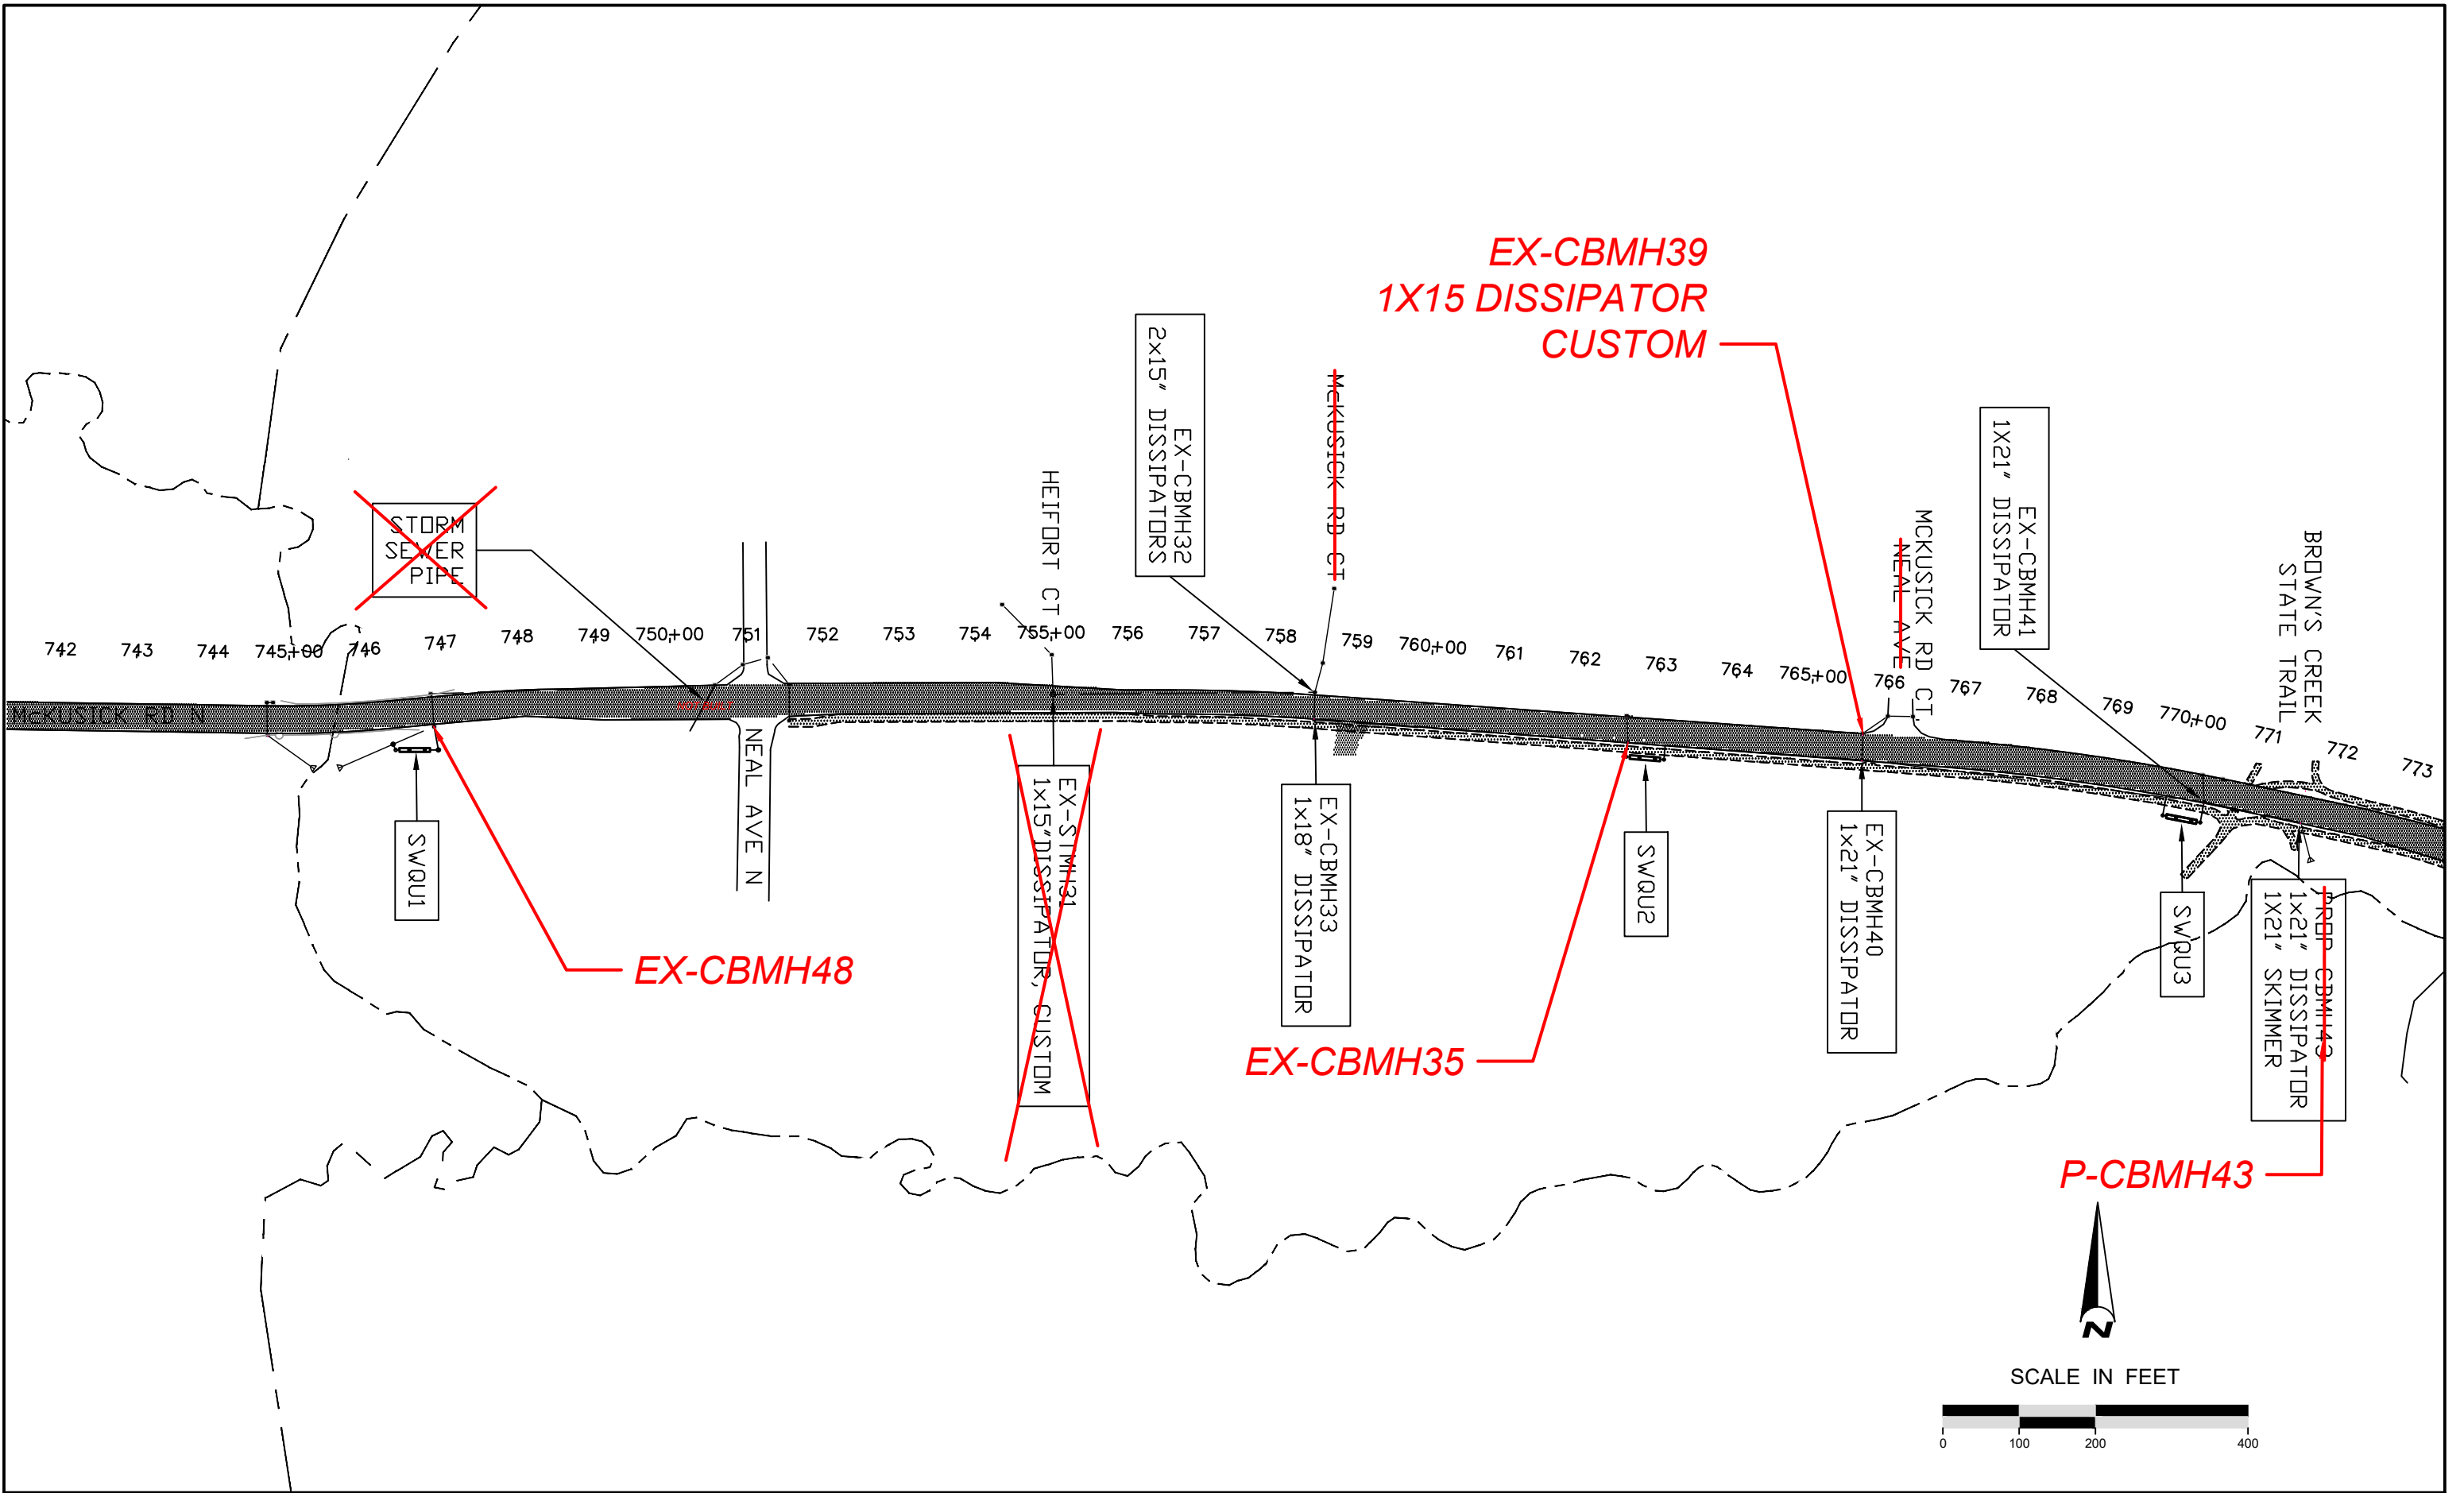 EX-CBMH39
1X15 DISSIPATOR
CUSTOM
EX-CBMH32
2x15" DISSIPATORS
McKUSICK RD CT
EX-CBMH41
1X21" DISSIPATOR
MCKUSICK RD CT.
NEAL AVE
BROWN'S CREEK
STATE TRAIL
HEIFORT CT
STORM
SEWER
PIPE
742
743
744
745+00
746
747
748
749
750+00
751
752
753
754
755+00
756
757
758
759
760+00
761
762
763
764
765+00
766
767
768
769
770+00
771
772
773
McKUSICK RD N
NEAL AVE N
SWQU1
EX-STMH31
1x15"DISSIPATOR, CUSTOM
EX-CBMH33
1x18" DISSIPATOR
SWQU2
EX-CBMH40
1x21" DISSIPATOR
SWQU3
PROP CBMH43
1x21" DISSIPATOR
1X21" SKIMMER
EX-CBMH48
EX-CBMH35
P-CBMH43
N
SCALE IN FEET
0
100
200
400